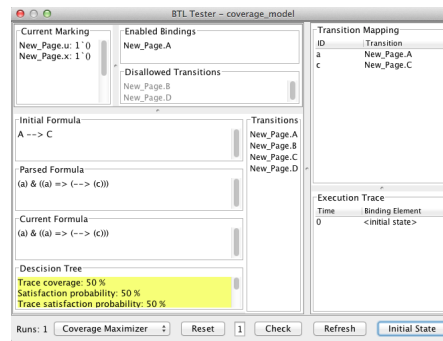 BTL Tester - coverage_model
Current Marking
New_Page.u: 1`()
New_Page.x: 1`()
Enabled Bindings
New_Page.A
Disallowed Transitions
New_Page.B
New_Page.D
Transition Mapping
ID Transition
a New_Page.A
c New_Page.C
Initial Formula
A --> C
Parsed Formula
(a) & ((a) => (--> (c)))
Current Formula
(a) & ((a) => (--> (c)))
Descision Tree
Trace coverage: 50 %
Satisfaction probability: 50 %
Trace satisfaction probability: 50 %
Transitions
New_Page.A
New_Page.B
New_Page.C
New_Page.D
Execution Trace
Time Binding Element
0 <initial state>
Runs: 1 Coverage Maximizer Reset 1 Check Refresh Initial State